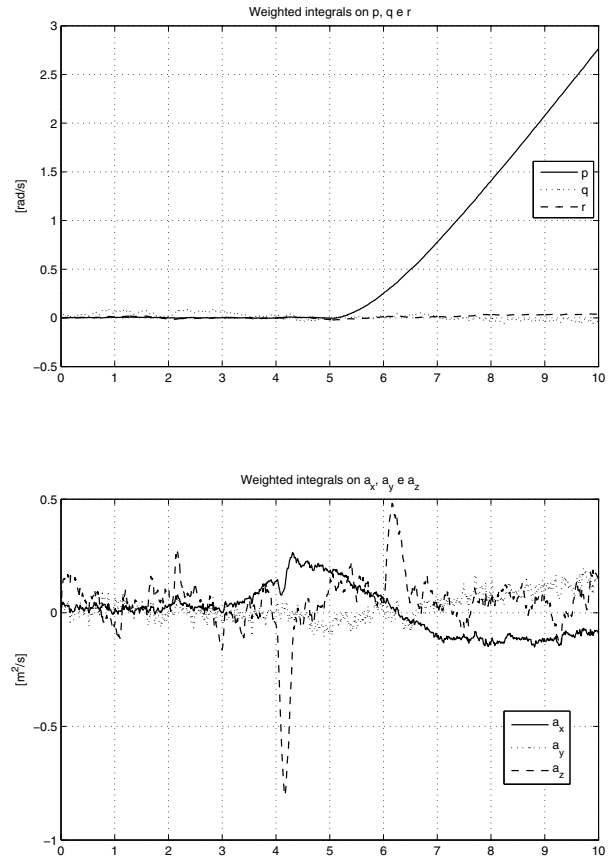 Weighted integrals on p, q e r
3
2.5
2
1.5
1
0.5
0
−0.5
[rad/s]
p
q
r
0 1 2 3 4 5 6 7 8 9 10
Weighted integrals on a_x, a_y e a_z
0.5
0
−0.5
−1
[m²/s]
a_x
a_y
a_z
0 1 2 3 4 5 6 7 8 9 10